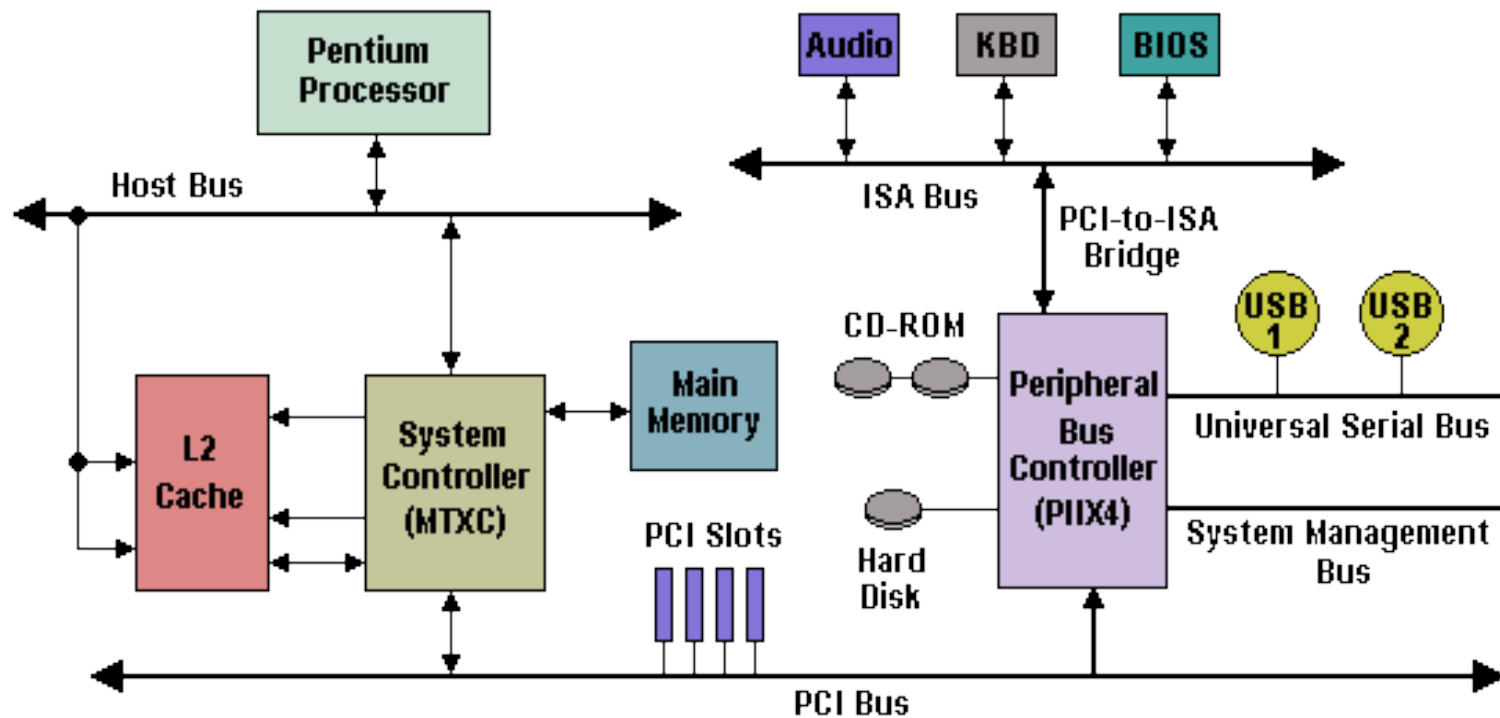 Pentium
Processor
Audio
KBD
BIOS
Host Bus
ISA Bus
PCI-to-ISA
Bridge
CD-ROM
USB
1
USB
2
L2
Cache
System
Controller
(MTXC)
Main
Memory
Peripheral
Bus
Controller
(PIIX4)
Universal Serial Bus
PCI Slots
Hard
Disk
System Management
Bus
PCI Bus